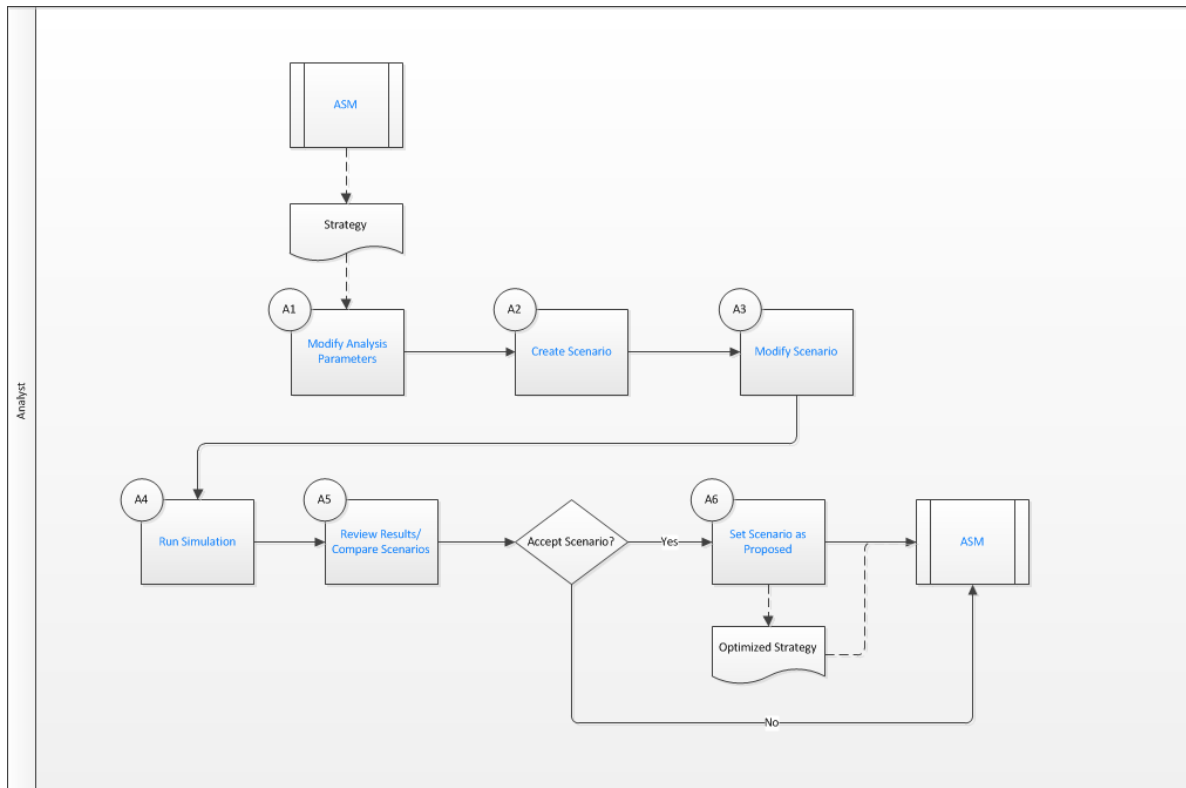 ASM
Strategy
A1
Modify Analysis
Parameters
A2
Create Scenario
A3
Modify Scenario
Analyst
A4
Run Simulation
A5
Review Results/
Compare Scenarios
Accept Scenario?
Yes
A6
Set Scenario as
Proposed
ASM
Optimized Strategy
No